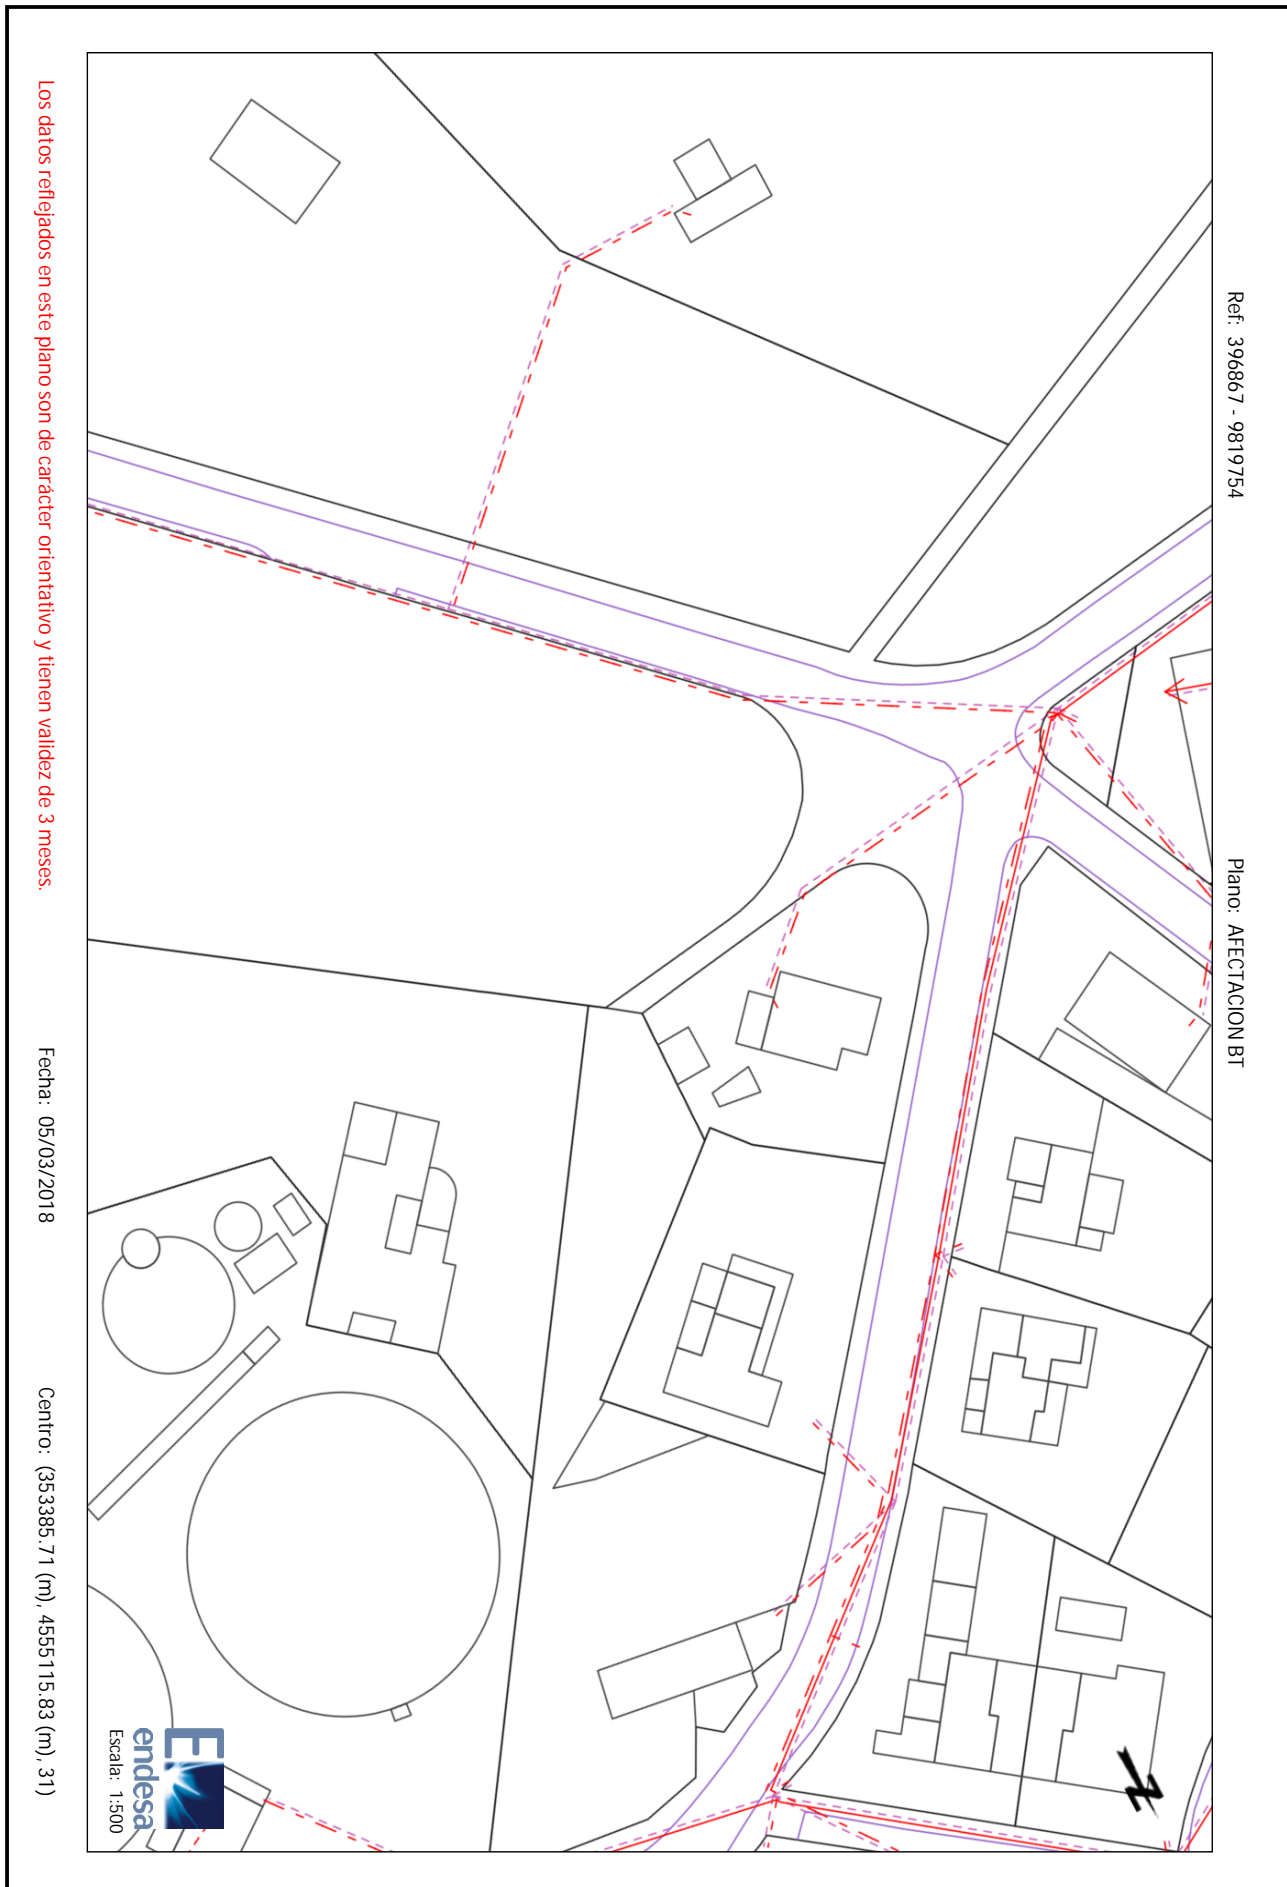 Ref: 396867 - 9819754
Plano: AFECTACION BT
N
endesa
Escala: 1:500
Los datos reflejados en este plano son de carácter orientativo y tienen validez de 3 meses.
Fecha: 05/03/2018
Centro: (353385.71 (m), 4555115.83 (m), 31)